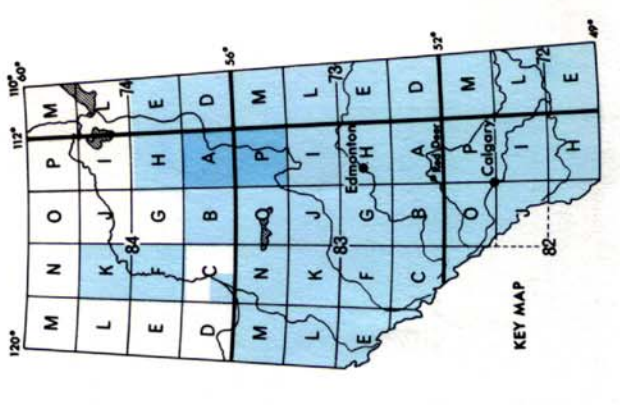 120° 112° 110° 60°
M N O P M
L K J I L
84 74
E F G H E
D C B A D
56°
M N O P M
L K J I L
83 73
Edmonton
E F G H E
C B A D
Red Deer
52°
O P M
Calgary
I L
82 72
H E
49°
KEY MAP